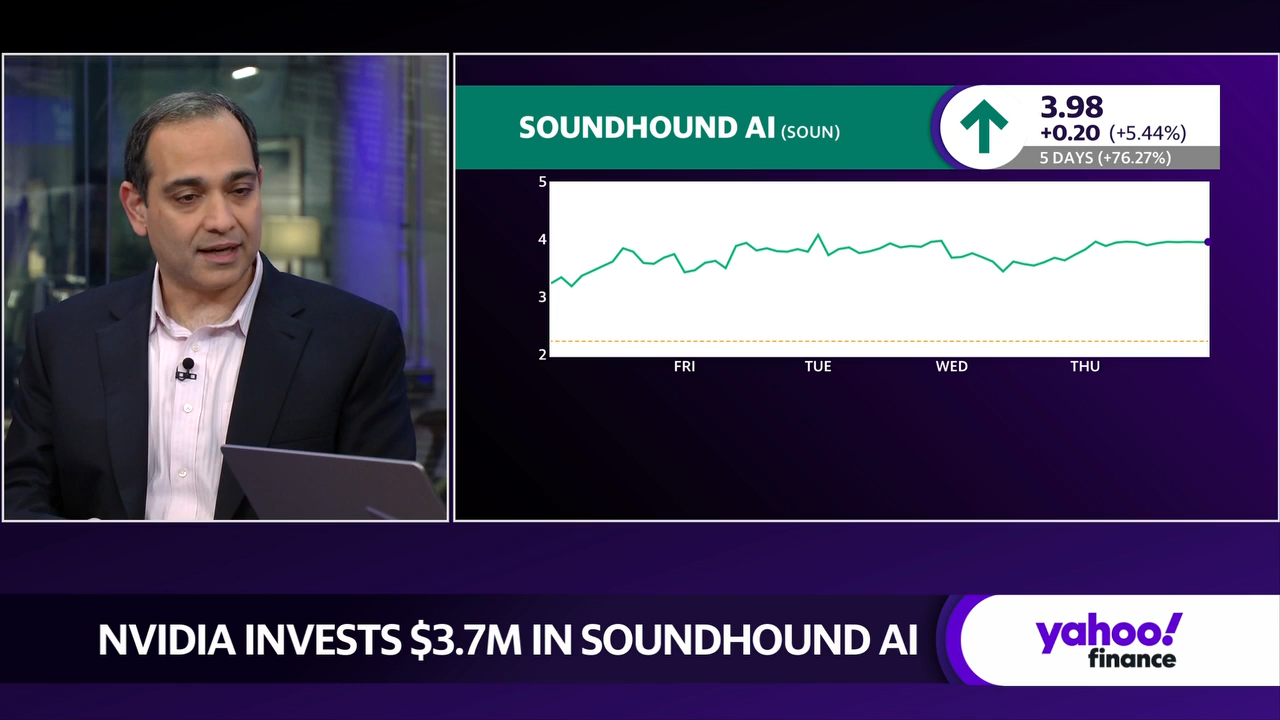 SOUNDHOUND AI (SOUN)
3.98
+0.20 (+5.44%)
5 DAYS (+76.27%)
5
4
3
2
FRI TUE WED THU
NVIDIA INVESTS $3.7M IN SOUNDHOUND AI
yahoo!
finance